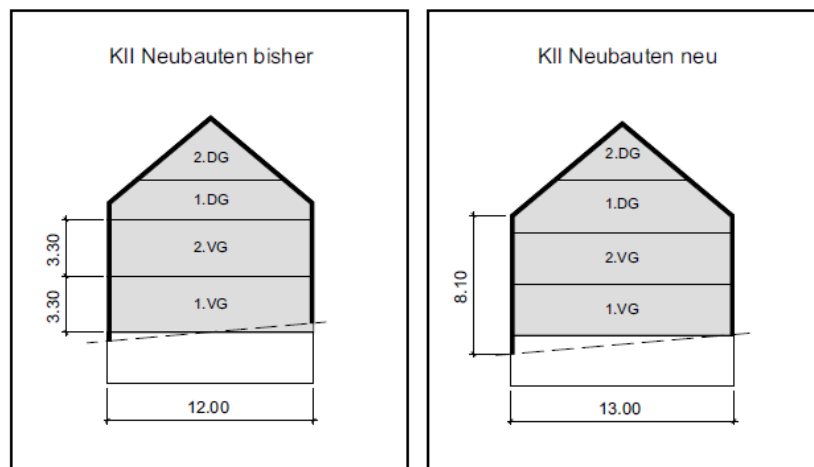 KII Neubauten bisher
2.DG
1.DG
2.VG
1.VG
3.30
3.30
12.00
KII Neubauten neu
2.DG
1.DG
2.VG
1.VG
8.10
13.00